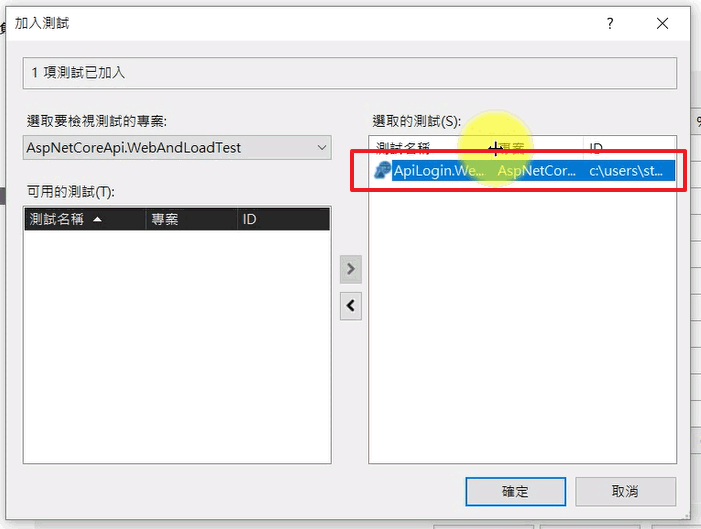 加入測試
?
1 項測試已加入
選取要檢視測試的專案:
AspNetCoreApi.WebAndLoadTest
可用的測試(T):
測試名稱 專案 ID
選取的測試(S):
測試名稱 專案 ID
ApiLogin.We... AspNetCor... c:\users\st...
確定 取消